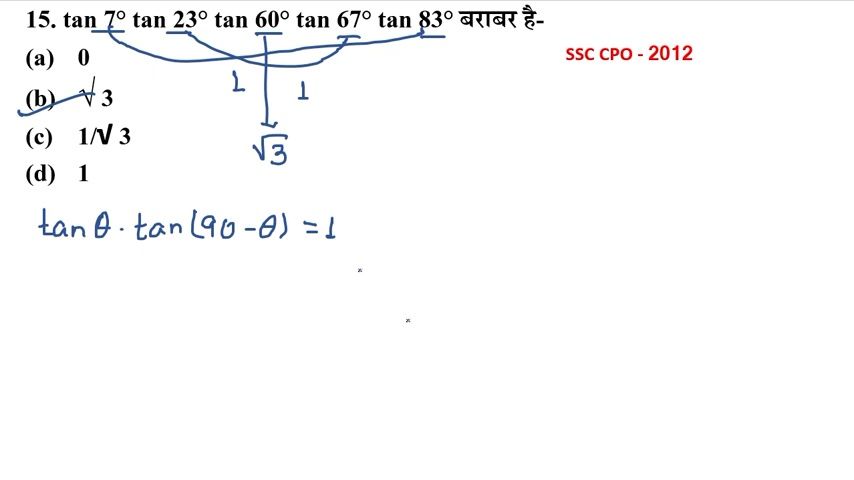 15. tan 7° tan 23° tan 60° tan 67° tan 83° बराबर है-
SSC CPO - 2012
(a) 0
(b) √3
(c) 1/√3
(d) 1
1 1
√3
tanθ · tan(90-θ) = 1